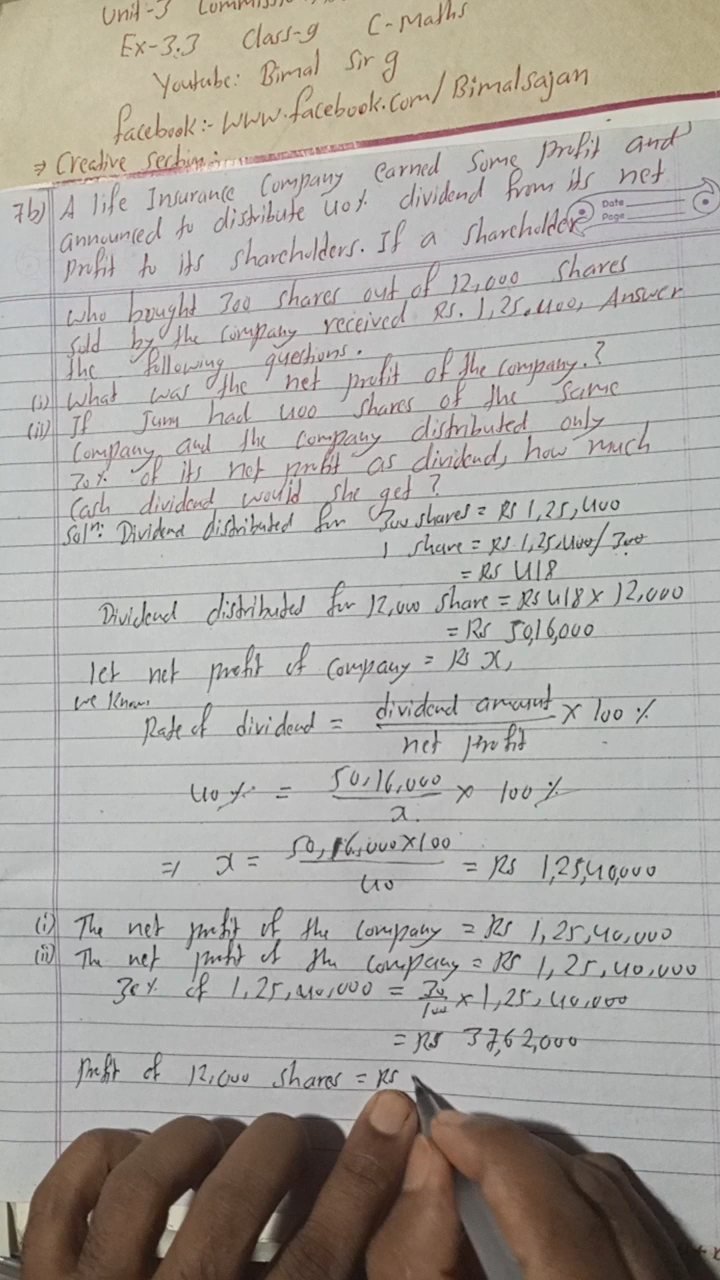 Unit-3 Commiss
Ex-3.3 Class-9 C-Maths
Youtube: Bimal Sir g
facebook:- www.facebook.com/Bimalsajan
⇒ Creative section:
7b) A life Insurance Company earned Some profit and
announced to distribute 40% dividend from its net
Date
Page
profit to its shareholders. If a shareholder
who bought 300 shares out of 12,000 shares
sold by the company received Rs. 1,25,400, Answer
the following questions.
(i) What was the net profit of the company.?
(ii) If had 400 shares of the same
Company and the company distributed only
30% of its net profit as dividend, how much
Cash dividend would she get?
Solⁿ: Dividend distributed for 300 shares = Rs 1,25,400
1 share = Rs. 1,25,400/300
= Rs 418
Dividend distributed for 12,000 share = Rs 418 × 12,000
= Rs 50,16,000
let net profit of company = Rs x,
we know
Rate of dividend = dividend amount / net profit × 100%
40% = 50,16,000 / x × 100%
⇒ x = 50,16,000×100 / 40 = Rs 1,25,40,000
(i) The net profit of the company = Rs 1,25,40,000
(ii) The net profit of the company = Rs 1,25,40,000
30% of 1,25,40,000 = 30/100 × 1,25,40,000
= Rs 37,62,000
profit of 12,000 shares = Rs